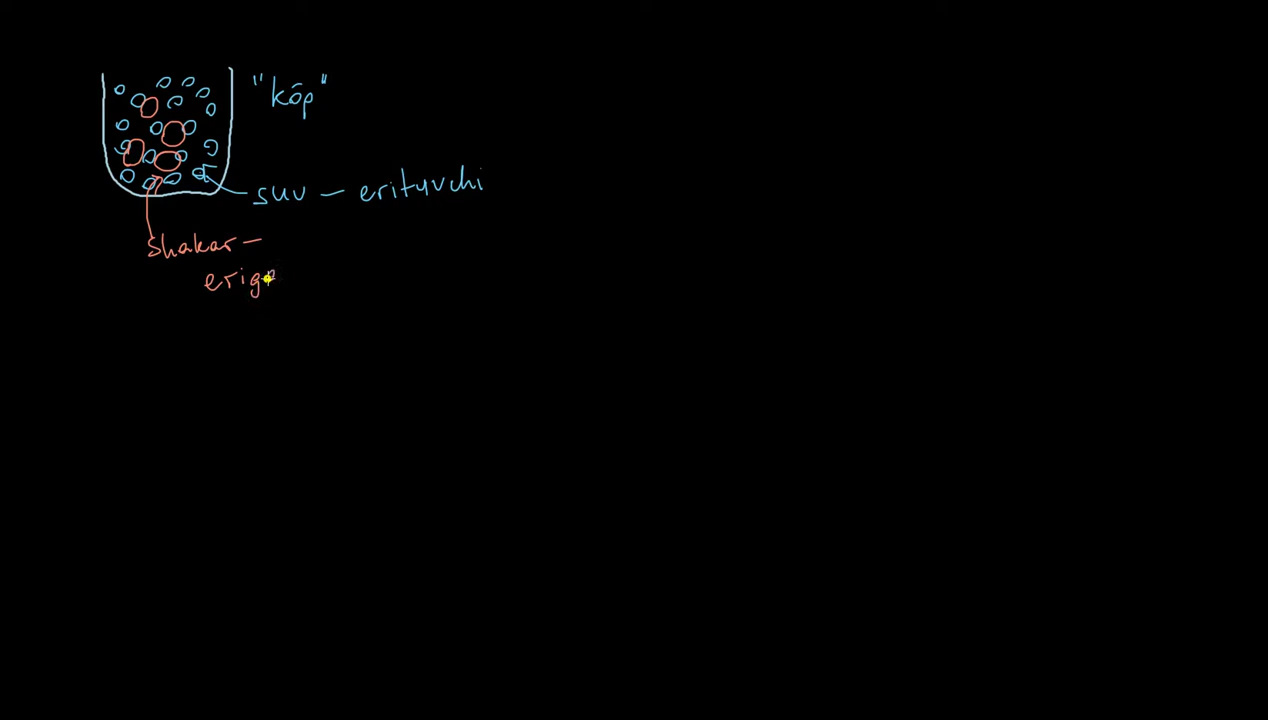 "kōp"
suv – erituvchi
shakar –
erig